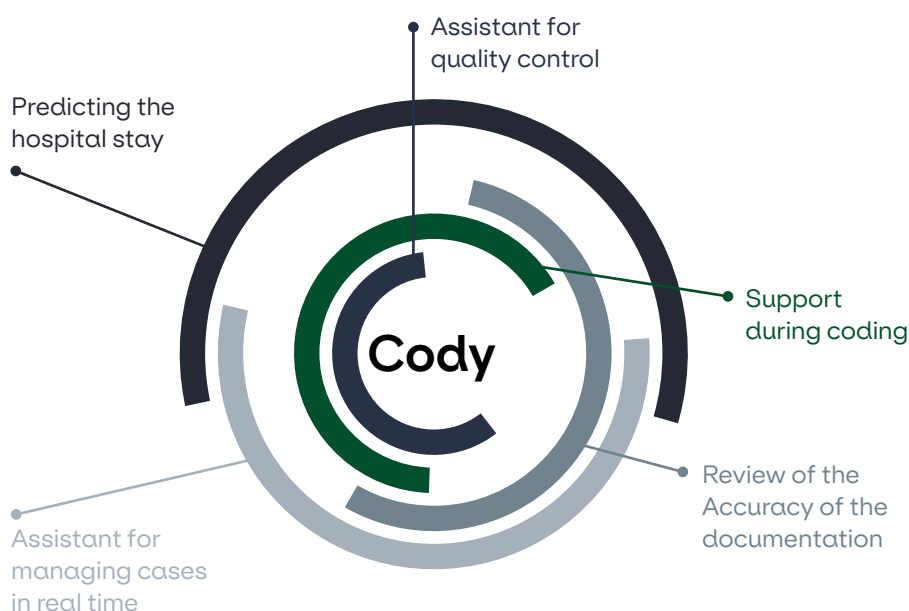 Assistant for
quality control
Predicting the
hospital stay
Support
during coding
Cody
Review of the
Accuracy of the
documentation
Assistant for
managing cases
in real time